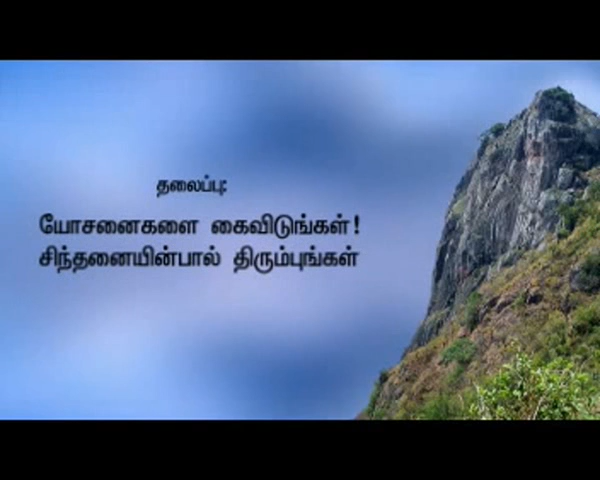 தலைப்பு:
யோசனைகளை கைவிடுங்கள்!
சிந்தனையின்பால் திரும்புங்கள்